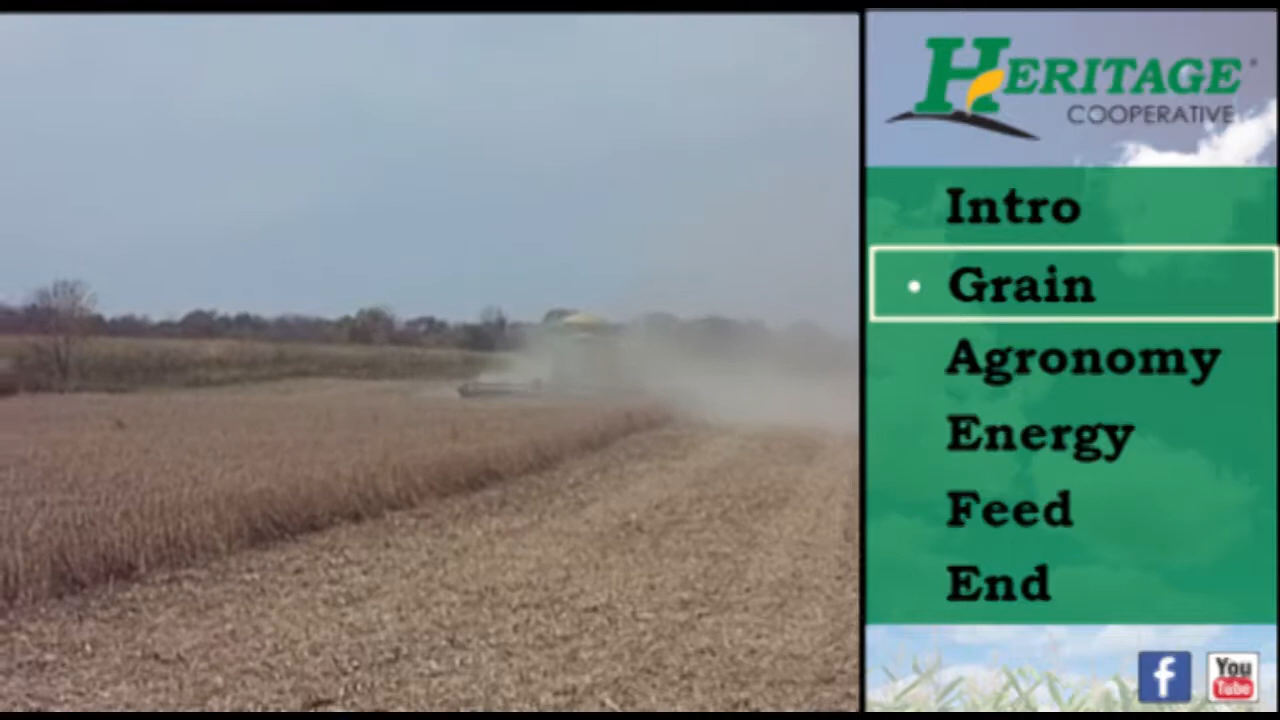 HERITAGE
COOPERATIVE
Intro
Grain
Agronomy
Energy
Feed
End
f
You
Tube